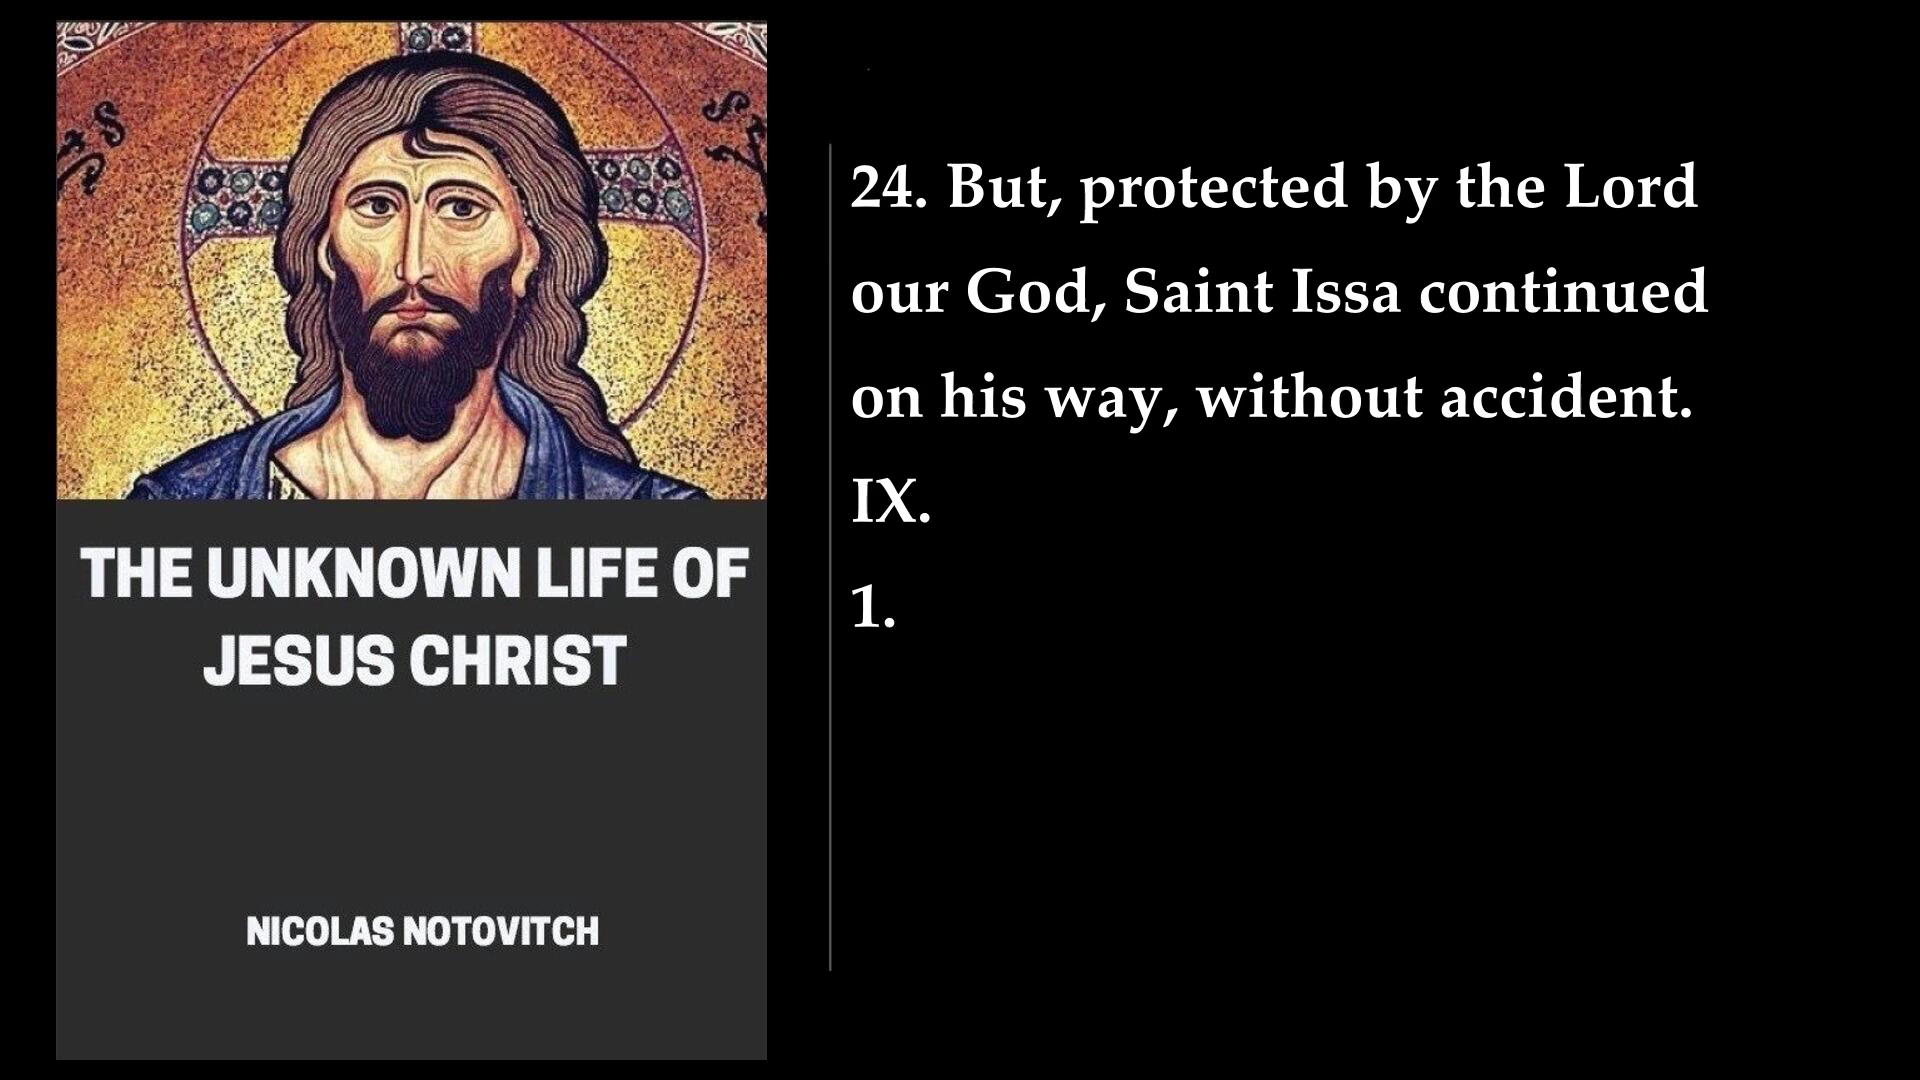 THE UNKNOWN LIFE OF
JESUS CHRIST
NICOLAS NOTOVITCH
24. But, protected by the Lord
our God, Saint Issa continued
on his way, without accident.
IX.
1.